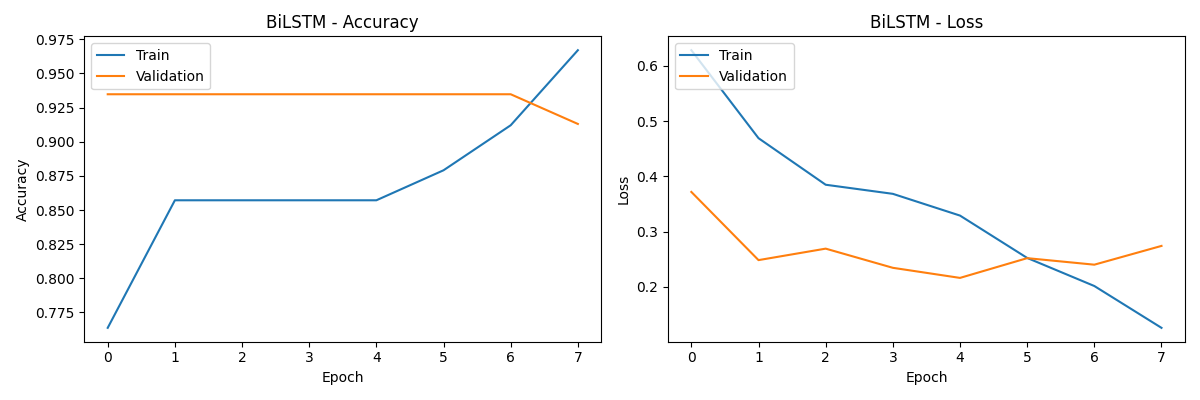 BiLSTM - Accuracy
Train
Validation
0.975
0.950
0.925
0.900
0.875
0.850
0.825
0.800
0.775
Accuracy
0 1 2 3 4 5 6 7
Epoch
BiLSTM - Loss
Train
Validation
0.6
0.5
0.4
0.3
0.2
Loss
0 1 2 3 4 5 6 7
Epoch